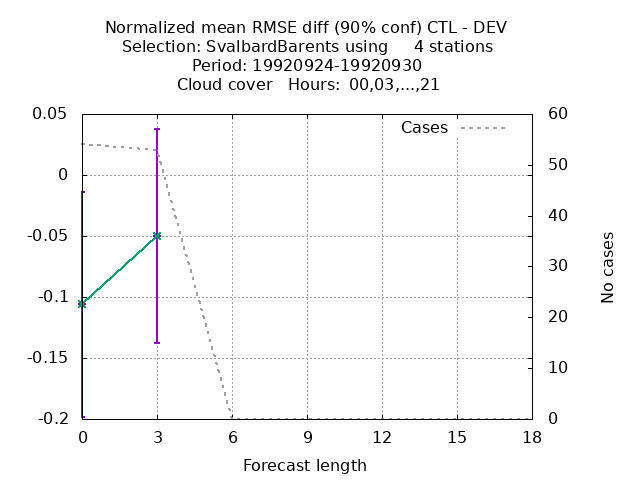 Normalized mean RMSE diff (90% conf) CTL - DEV
Selection: SvalbardBarents using     4 stations
Period: 19920924-19920930
Cloud cover   Hours:  00,03,...,21
Cases
0.05
0
-0.05
-0.1
-0.15
-0.2
60
50
40
30
20
10
0
No cases
0 3 6 9 12 15 18
Forecast length